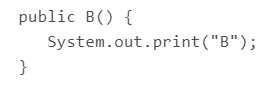 public B() {
   System.out.print("B");
}